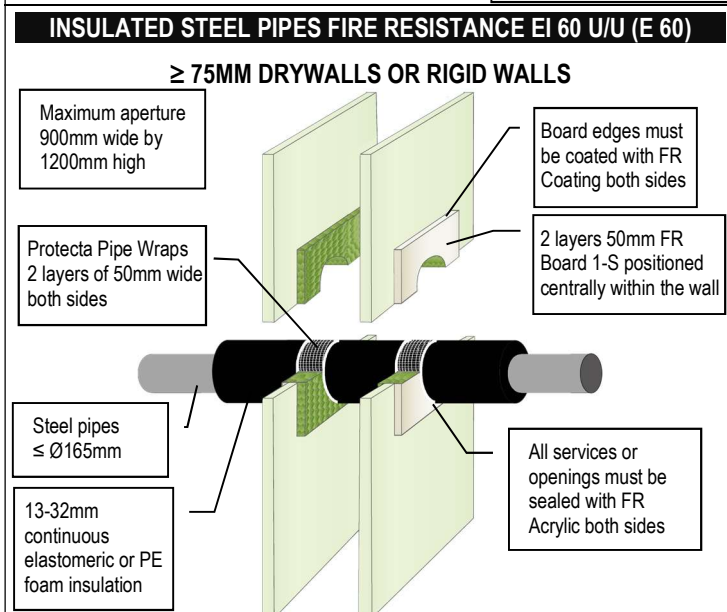 INSULATED STEEL PIPES FIRE RESISTANCE EI 60 U/U (E 60)
≥ 75MM DRYWALLS OR RIGID WALLS
Maximum aperture
900mm wide by
1200mm high
Board edges must
be coated with FR
Coating both sides
Protecta Pipe Wraps
2 layers of 50mm wide
both sides
2 layers 50mm FR
Board 1-S positioned
centrally within the wall
Steel pipes
≤ Ø165mm
All services or
openings must be
sealed with FR
Acrylic both sides
13-32mm
continuous
elastomeric or PE
foam insulation